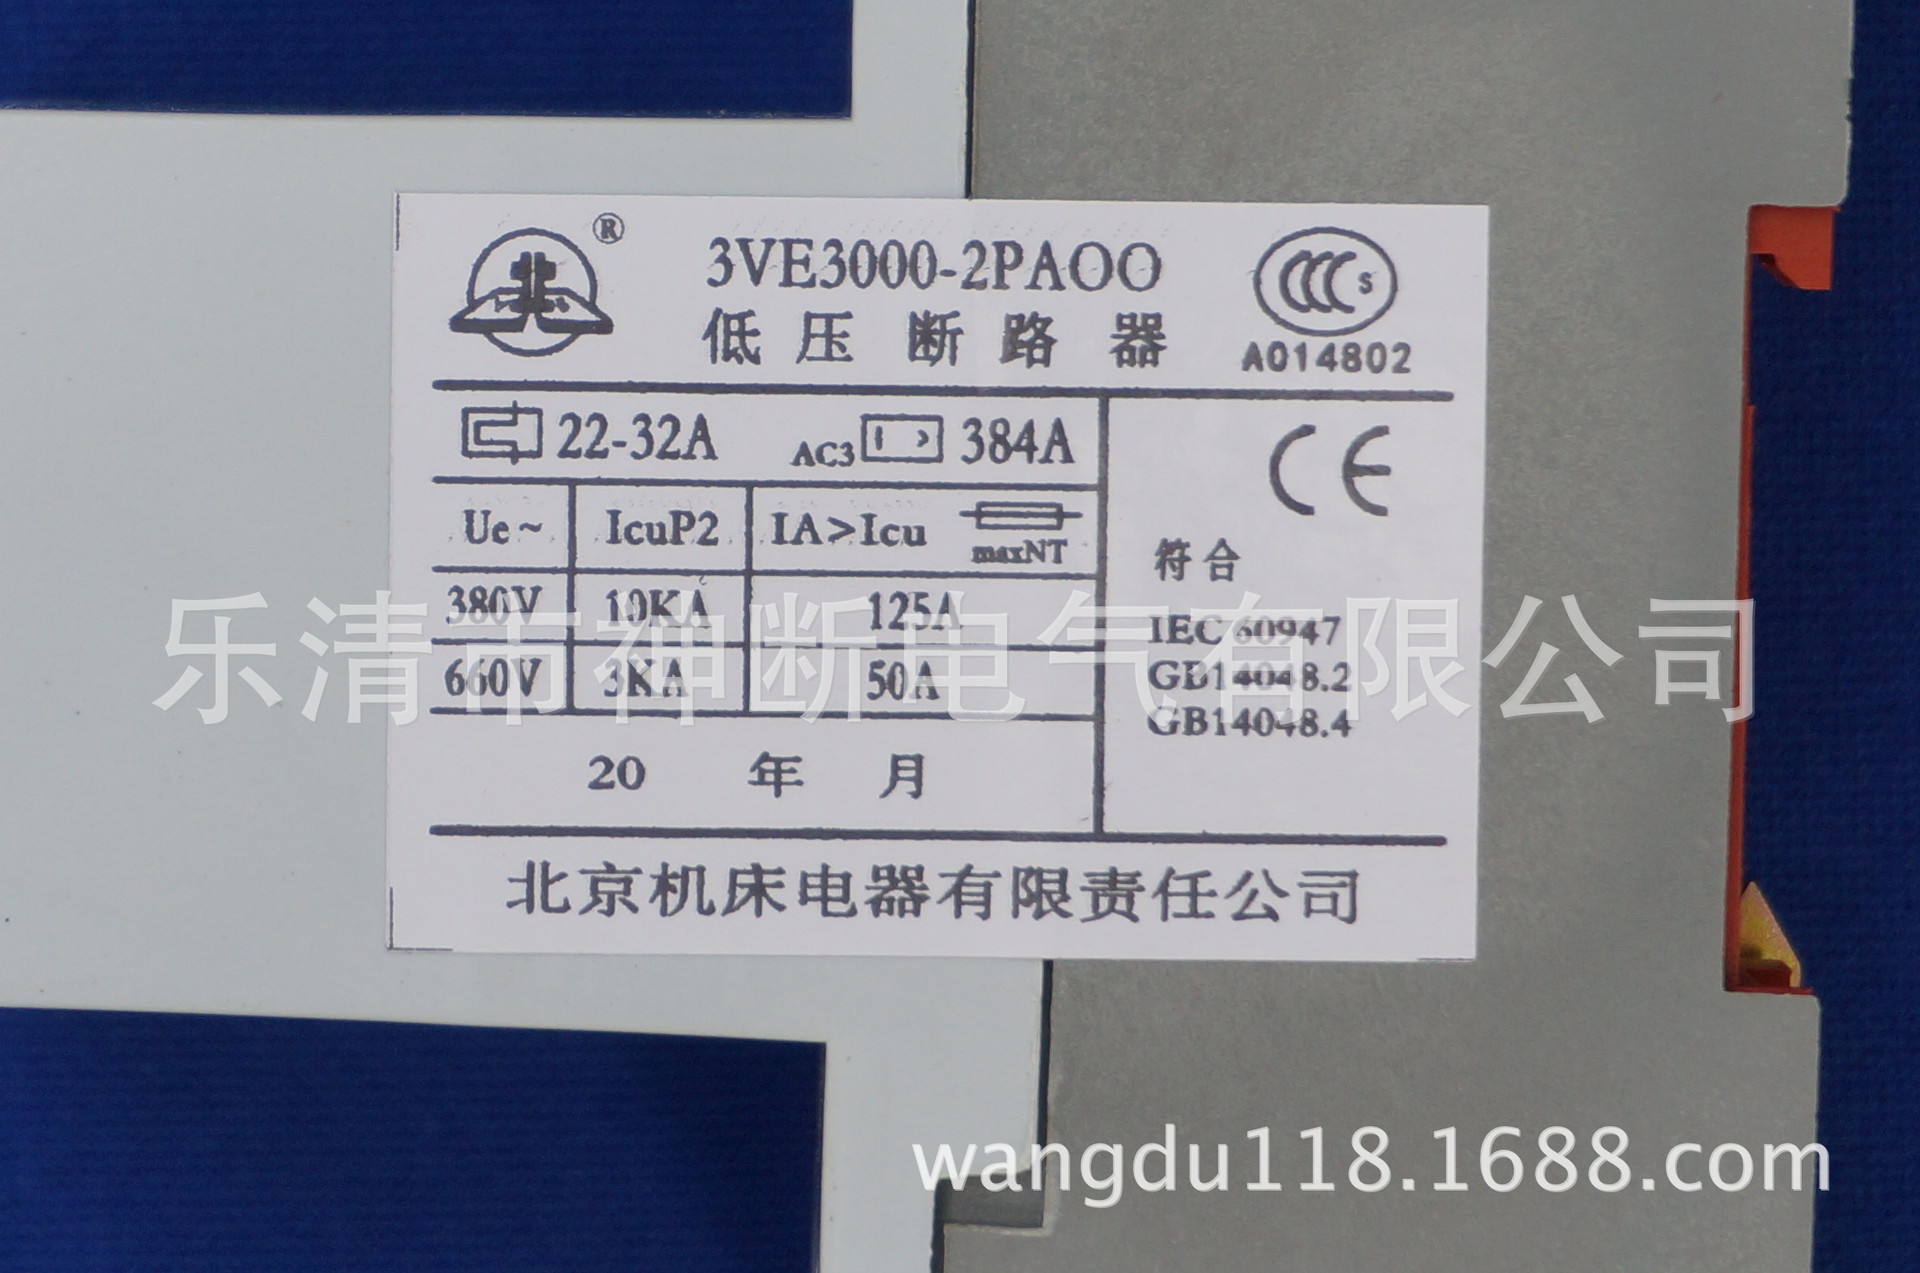 ®
3VE3000-2PAOO
低压断路器
CCC S
A014802
22-32A AC3 384A
CE
Ue~ IcuP2 IA>Icu maxNT
380V 10KA 125A
660V 3KA 50A
符合
IEC 60947
GB14048.2
GB14048.4
20 年 月
北京机床电器有限责任公司
乐清市神断电气有限公司
wangdu118.1688.com